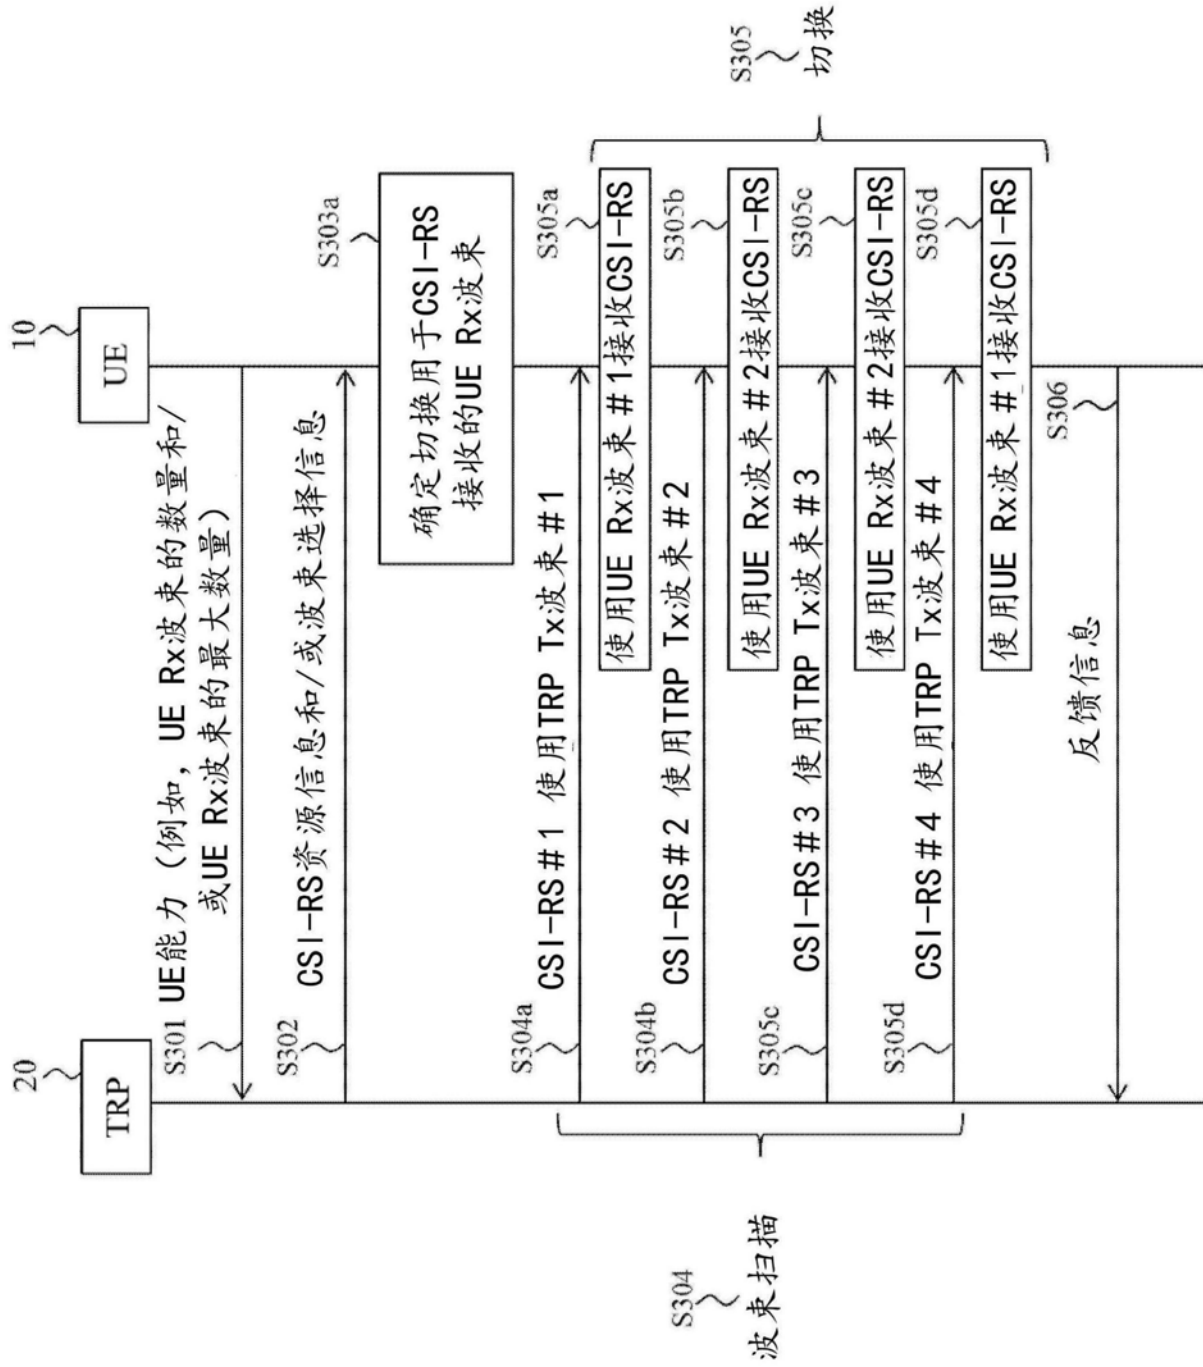 20
TRP
10
UE
S301
UE能力（例如，UE Rx波束的数量和/
或UE Rx波束的最大数量）
S302
CSI-RS资源信息和/或波束选择信息
S303a
确定切换用于CSI-RS
接收的UE Rx波束
S304
波束扫描
S304a
CSI-RS#1 使用TRP Tx波束#1
S305a
使用UE Rx波束#1接收CSI-RS
S304b
CSI-RS#2 使用TRP Tx波束#2
S305b
使用UE Rx波束#2接收CSI-RS
S305c
CSI-RS#3 使用TRP Tx波束#3
S305c
使用UE Rx波束#2接收CSI-RS
S305d
CSI-RS#4 使用TRP Tx波束#4
S305d
使用UE Rx波束#1接收CSI-RS
S305
切换
S306
反馈信息